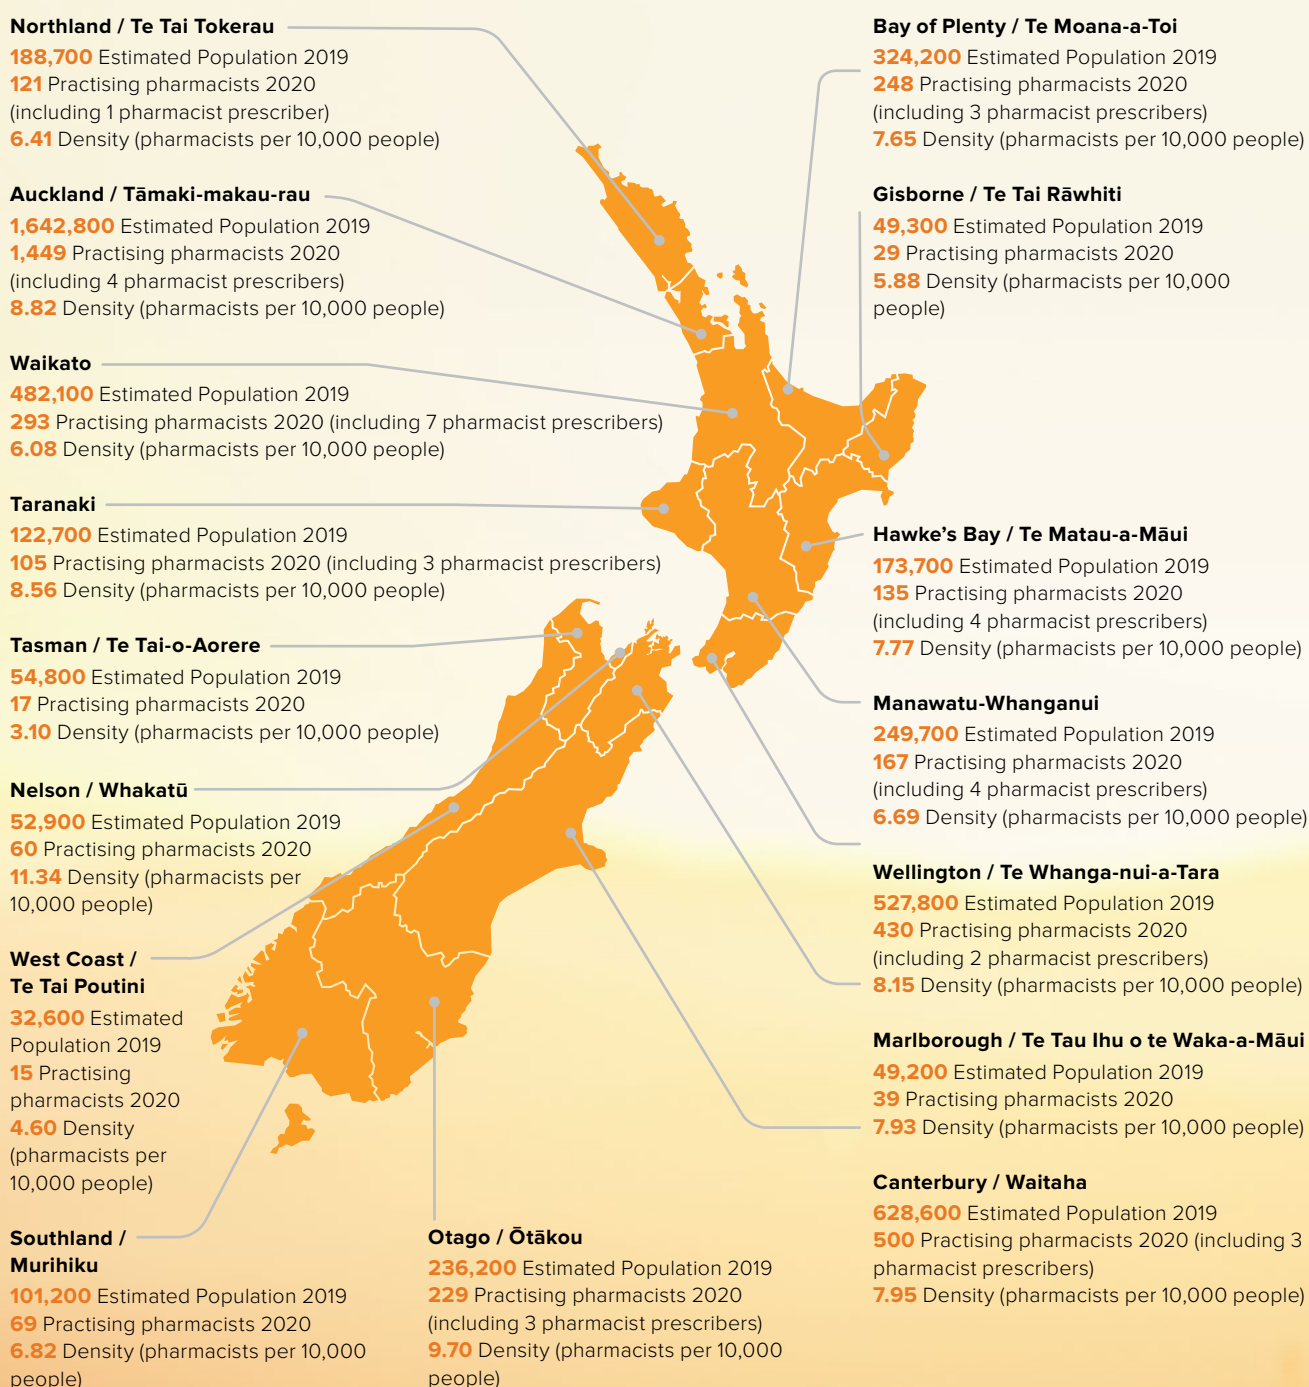 Northland / Te Tai Tokerau
188,700 Estimated Population 2019
121 Practising pharmacists 2020
(including 1 pharmacist prescriber)
6.41 Density (pharmacists per 10,000 people)
Auckland / Tāmaki-makau-rau
1,642,800 Estimated Population 2019
1,449 Practising pharmacists 2020
(including 4 pharmacist prescribers)
8.82 Density (pharmacists per 10,000 people)
Waikato
482,100 Estimated Population 2019
293 Practising pharmacists 2020 (including 7 pharmacist prescribers)
6.08 Density (pharmacists per 10,000 people)
Taranaki
122,700 Estimated Population 2019
105 Practising pharmacists 2020 (including 3 pharmacist prescribers)
8.56 Density (pharmacists per 10,000 people)
Tasman / Te Tai-o-Aorere
54,800 Estimated Population 2019
17 Practising pharmacists 2020
3.10 Density (pharmacists per 10,000 people)
Nelson / Whakatū
52,900 Estimated Population 2019
60 Practising pharmacists 2020
11.34 Density (pharmacists per
10,000 people)
West Coast /
Te Tai Poutini
32,600 Estimated
Population 2019
15 Practising
pharmacists 2020
4.60 Density
(pharmacists per
10,000 people)
Southland /
Murihiku
101,200 Estimated Population 2019
69 Practising pharmacists 2020
6.82 Density (pharmacists per 10,000
people)
Otago / Ōtākou
236,200 Estimated Population 2019
229 Practising pharmacists 2020
(including 3 pharmacist prescribers)
9.70 Density (pharmacists per 10,000
people)
Bay of Plenty / Te Moana-a-Toi
324,200 Estimated Population 2019
248 Practising pharmacists 2020
(including 3 pharmacist prescribers)
7.65 Density (pharmacists per 10,000 people)
Gisborne / Te Tai Rāwhiti
49,300 Estimated Population 2019
29 Practising pharmacists 2020
5.88 Density (pharmacists per 10,000
people)
Hawke’s Bay / Te Matau-a-Māui
173,700 Estimated Population 2019
135 Practising pharmacists 2020
(including 4 pharmacist prescribers)
7.77 Density (pharmacists per 10,000 people)
Manawatu-Whanganui
249,700 Estimated Population 2019
167 Practising pharmacists 2020
(including 4 pharmacist prescribers)
6.69 Density (pharmacists per 10,000 people)
Wellington / Te Whanga-nui-a-Tara
527,800 Estimated Population 2019
430 Practising pharmacists 2020
(including 2 pharmacist prescribers)
8.15 Density (pharmacists per 10,000 people)
Marlborough / Te Tau Ihu o te Waka-a-Māui
49,200 Estimated Population 2019
39 Practising pharmacists 2020
7.93 Density (pharmacists per 10,000 people)
Canterbury / Waitaha
628,600 Estimated Population 2019
500 Practising pharmacists 2020 (including 3
pharmacist prescribers)
7.95 Density (pharmacists per 10,000 people)